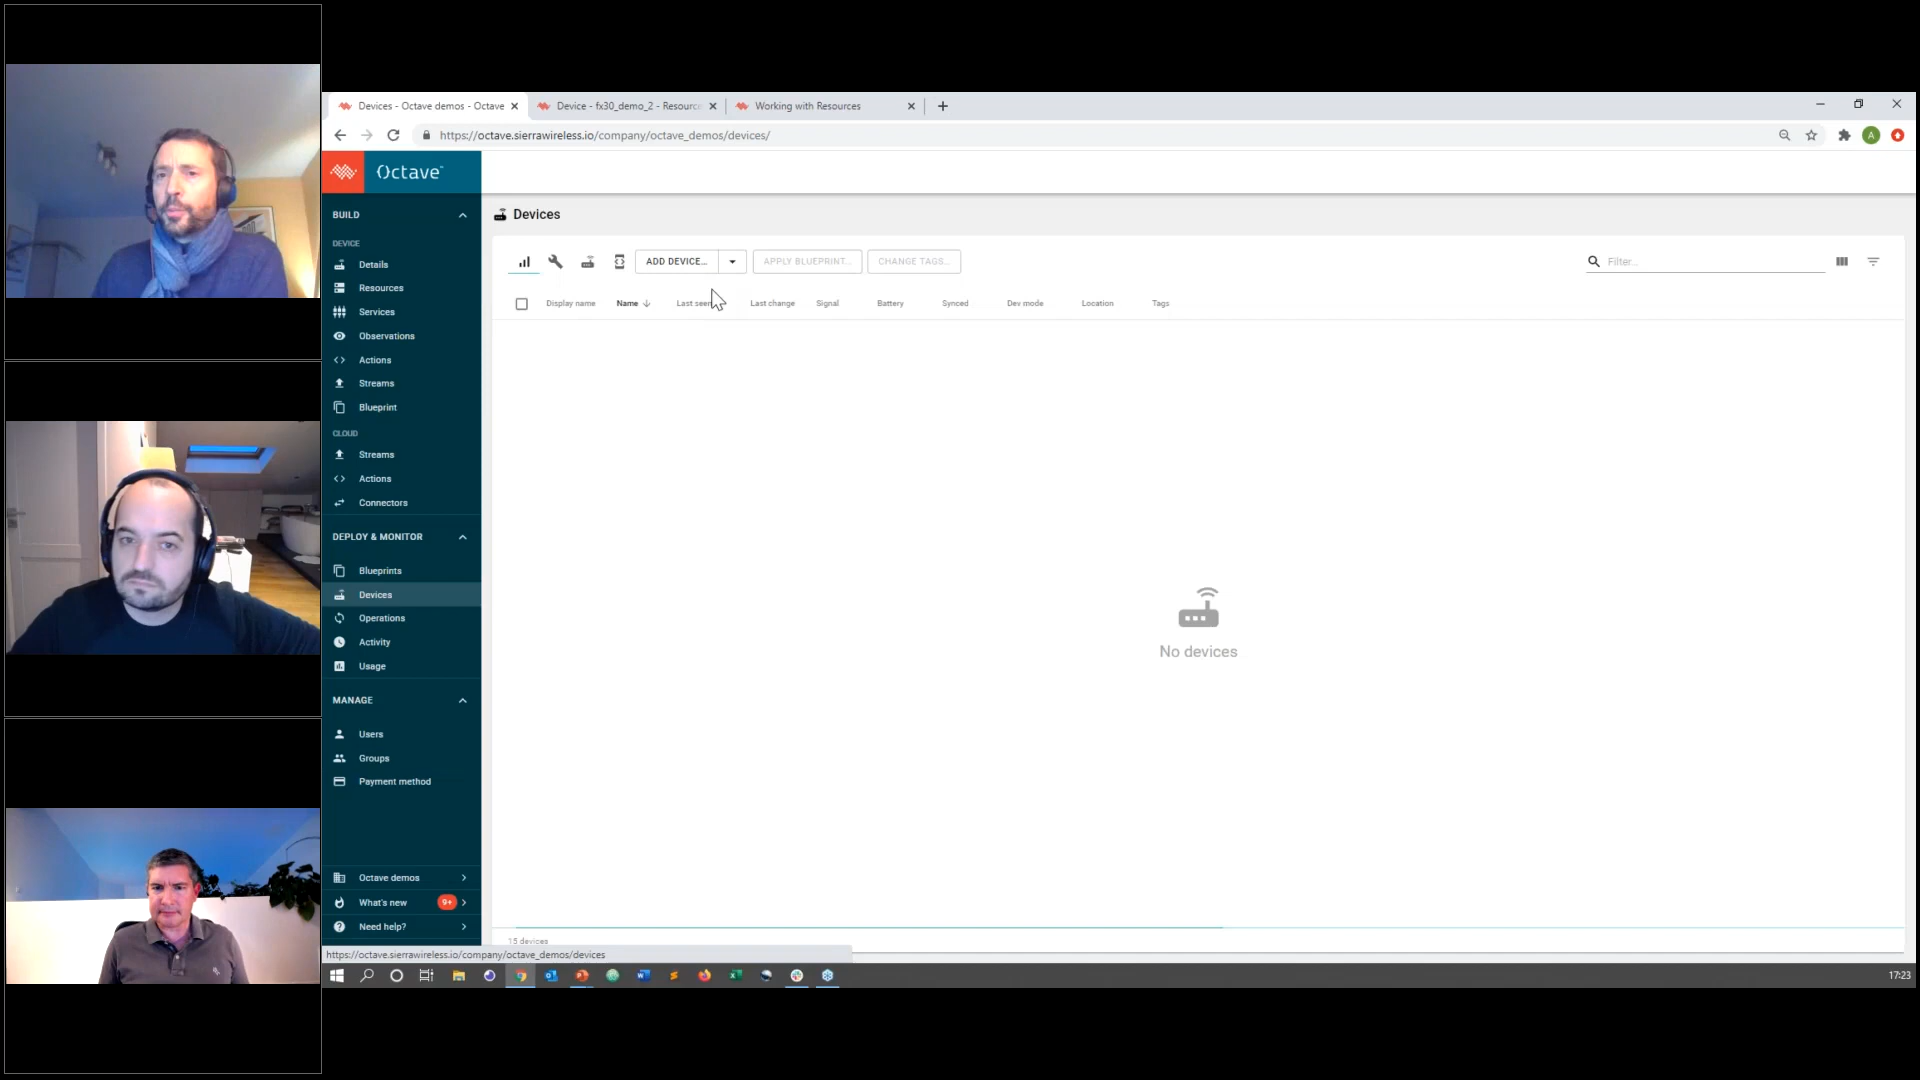 Devices - Octave demos - Octave
Device - fx30_demo_2 - Resourc
Working with Resources
https://octave.sierrawireless.io/company/octave_demos/devices/
A
Octave
BUILD
DEVICE
Details
Resources
Services
Observations
Actions
Streams
Blueprint
CLOUD
Streams
Actions
Connectors
DEPLOY & MONITOR
Blueprints
Devices
Operations
Activity
Usage
MANAGE
Users
Groups
Payment method
Octave demos
What's new 9+
Need help?
Devices
ADD DEVICE... APPLY BLUEPRINT... CHANGE TAGS...
Filter...
Display name Name Last seen Last change Signal Battery Synced Dev mode Location Tags
No devices
15 devices
https://octave.sierrawireless.io/company/octave_demos/devices
17:23